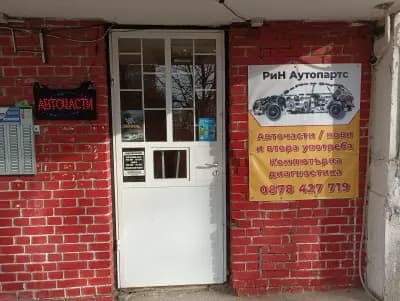 АВТОЧАСТИ
РиН Аутопартс
Авточасти / нови
и втора употреба
Компютърна
диагностика
0878 427 719